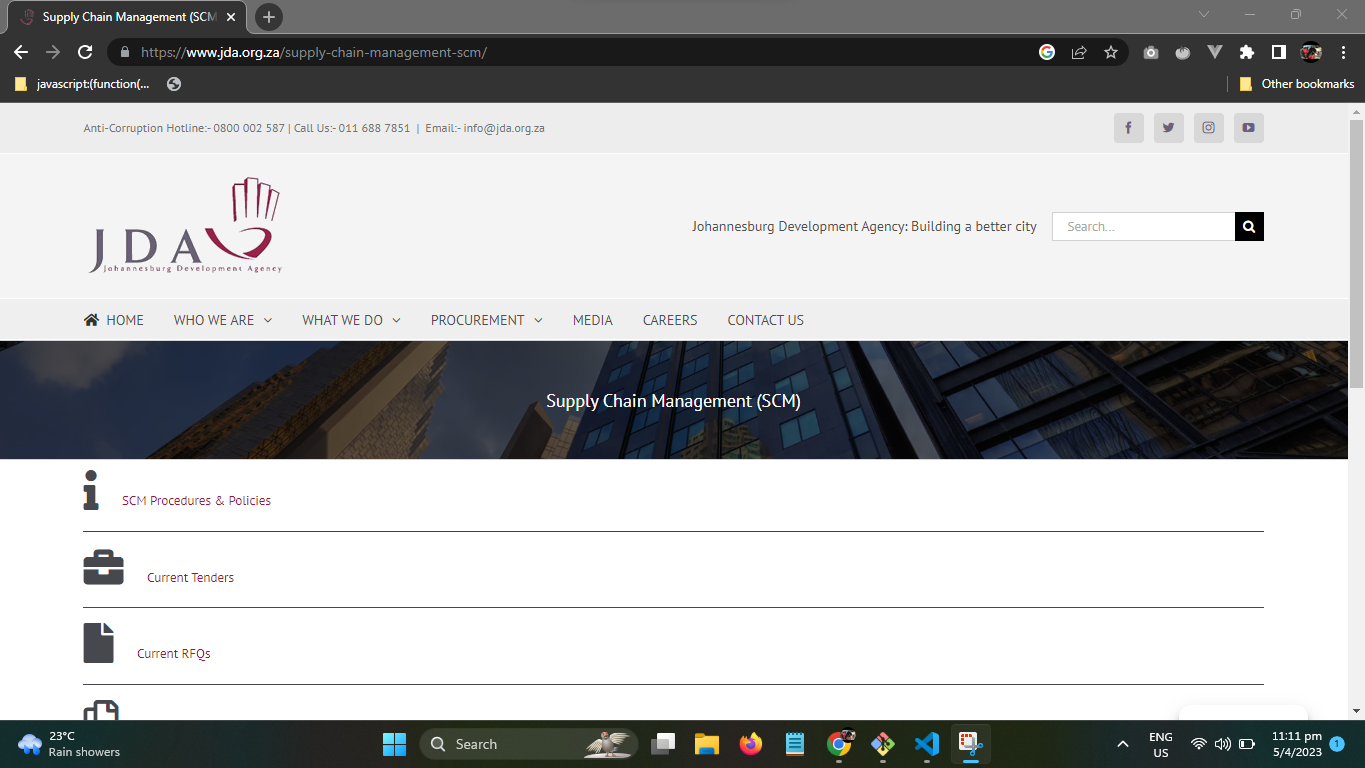 Supply Chain Management (SCM
https://www.jda.org.za/supply-chain-management-scm/
javascript:(function(...
Other bookmarks
Anti-Corruption Hotline:- 0800 002 587 | Call Us:- 011 688 7851 | Email:- info@jda.org.za
JDA
Johannesburg Development Agency
Johannesburg Development Agency: Building a better city
Search...
HOME WHO WE ARE WHAT WE DO PROCUREMENT MEDIA CAREERS CONTACT US
Supply Chain Management (SCM)
SCM Procedures & Policies
Current Tenders
Current RFQs
23°C
Rain showers
Search
ENG
US
11:11 pm
5/4/2023
1